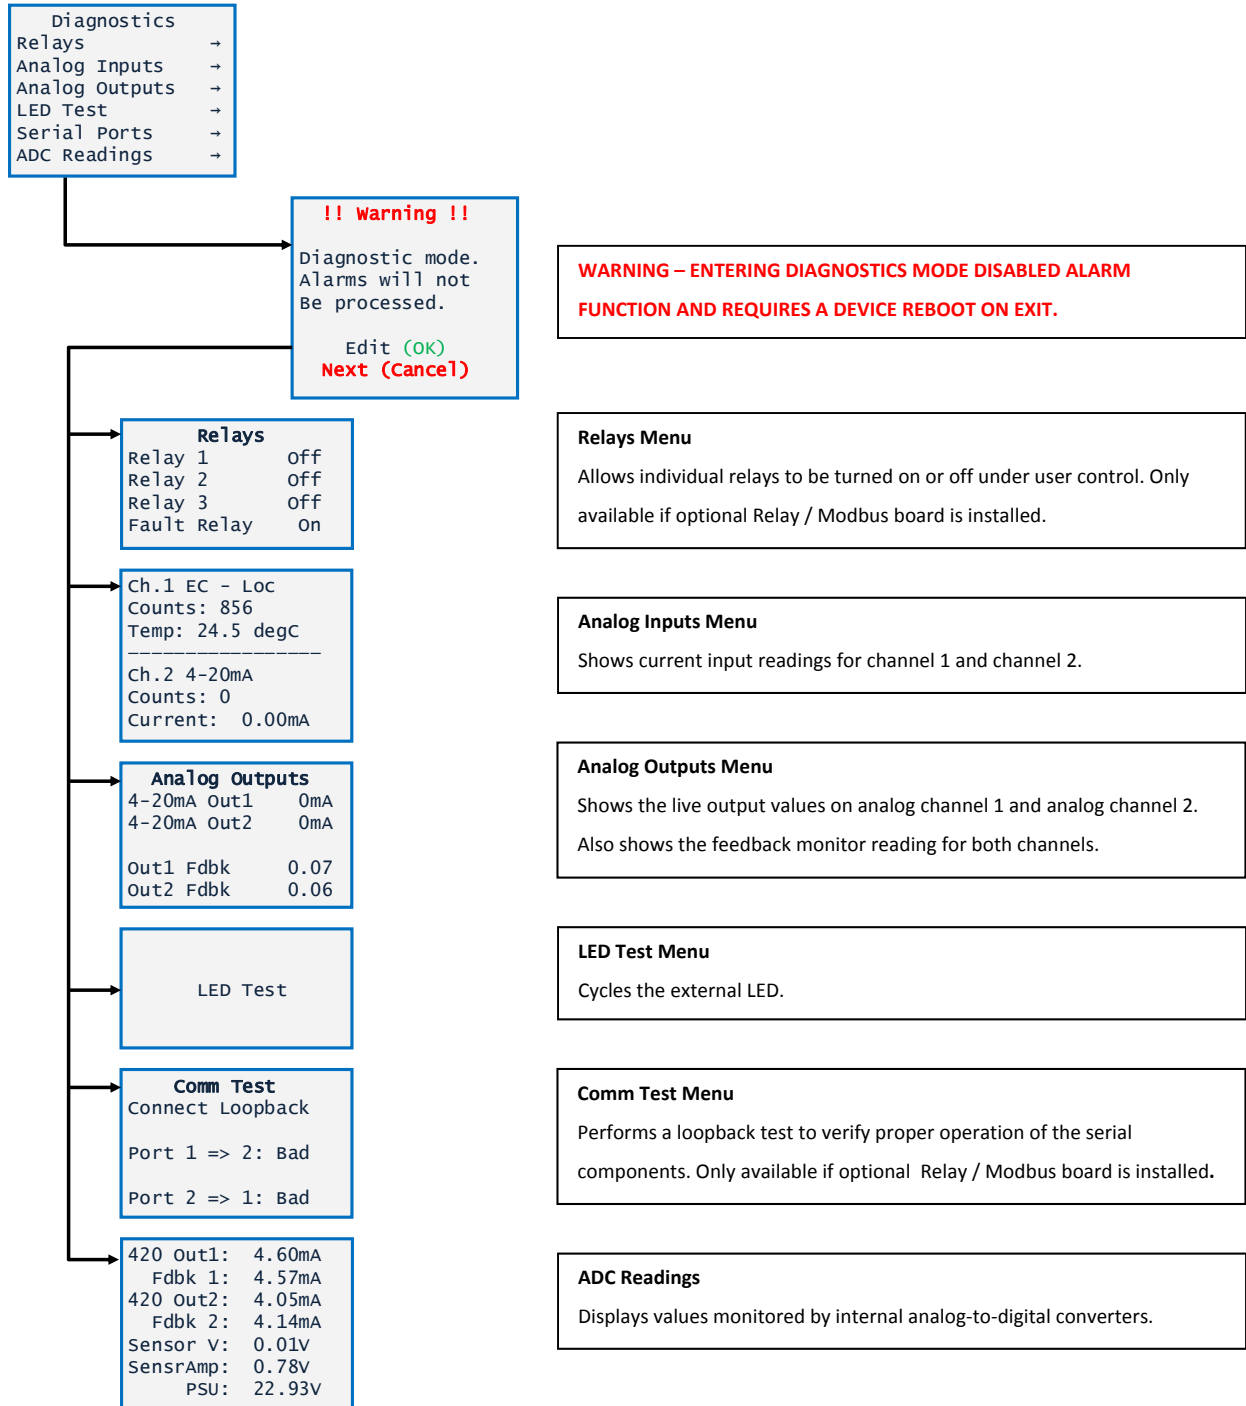 Diagnostics
Relays →
Analog Inputs →
Analog Outputs →
LED Test →
Serial Ports →
ADC Readings →
!! Warning !!
Diagnostic mode.
Alarms will not
Be processed.
Edit (OK)
Next (Cancel)
WARNING – ENTERING DIAGNOSTICS MODE DISABLED ALARM
FUNCTION AND REQUIRES A DEVICE REBOOT ON EXIT.
Relays
Relay 1 Off
Relay 2 Off
Relay 3 Off
Fault Relay On
Relays Menu
Allows individual relays to be turned on or off under user control. Only
available if optional Relay / Modbus board is installed.
Ch.1 EC - Loc
Counts: 856
Temp: 24.5 degC
-----------------
Ch.2 4-20mA
Counts: 0
Current: 0.00mA
Analog Inputs Menu
Shows current input readings for channel 1 and channel 2.
Analog Outputs
4-20mA Out1 0mA
4-20mA Out2 0mA
Out1 Fdbk 0.07
Out2 Fdbk 0.06
Analog Outputs Menu
Shows the live output values on analog channel 1 and analog channel 2.
Also shows the feedback monitor reading for both channels.
LED Test
LED Test Menu
Cycles the external LED.
Comm Test
Connect Loopback
Port 1 => 2: Bad
Port 2 => 1: Bad
Comm Test Menu
Performs a loopback test to verify proper operation of the serial
components. Only available if optional Relay / Modbus board is installed.
420 Out1: 4.60mA
Fdbk 1: 4.57mA
420 Out2: 4.05mA
Fdbk 2: 4.14mA
Sensor V: 0.01V
SensrAmp: 0.78V
PSU: 22.93V
ADC Readings
Displays values monitored by internal analog-to-digital converters.